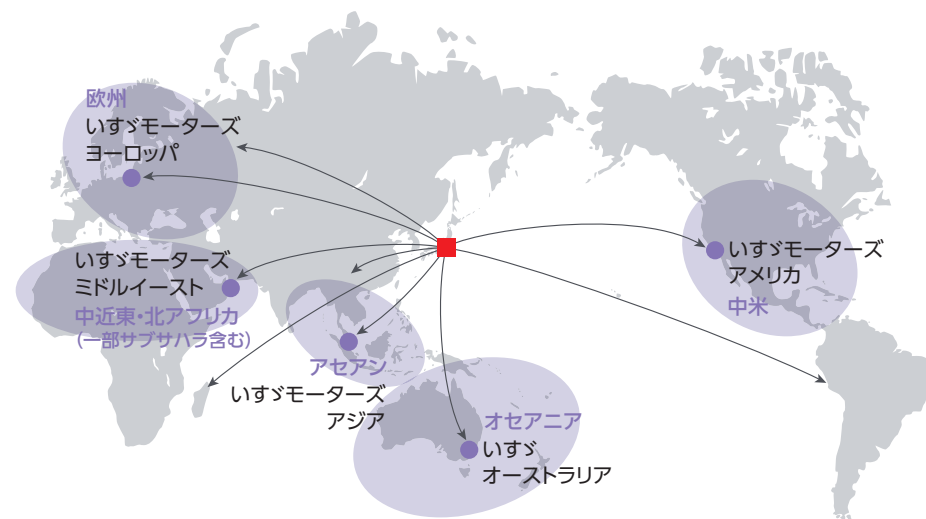 欧州
いすゞモーターズ
ヨーロッパ
いすゞモーターズ
ミドルイースト
中近東・北アフリカ
(一部サブサハラ含む)
アセアン
いすゞモーターズ
アジア
オセアニア
いすゞ
オーストラリア
いすゞモーターズ
アメリカ
中米